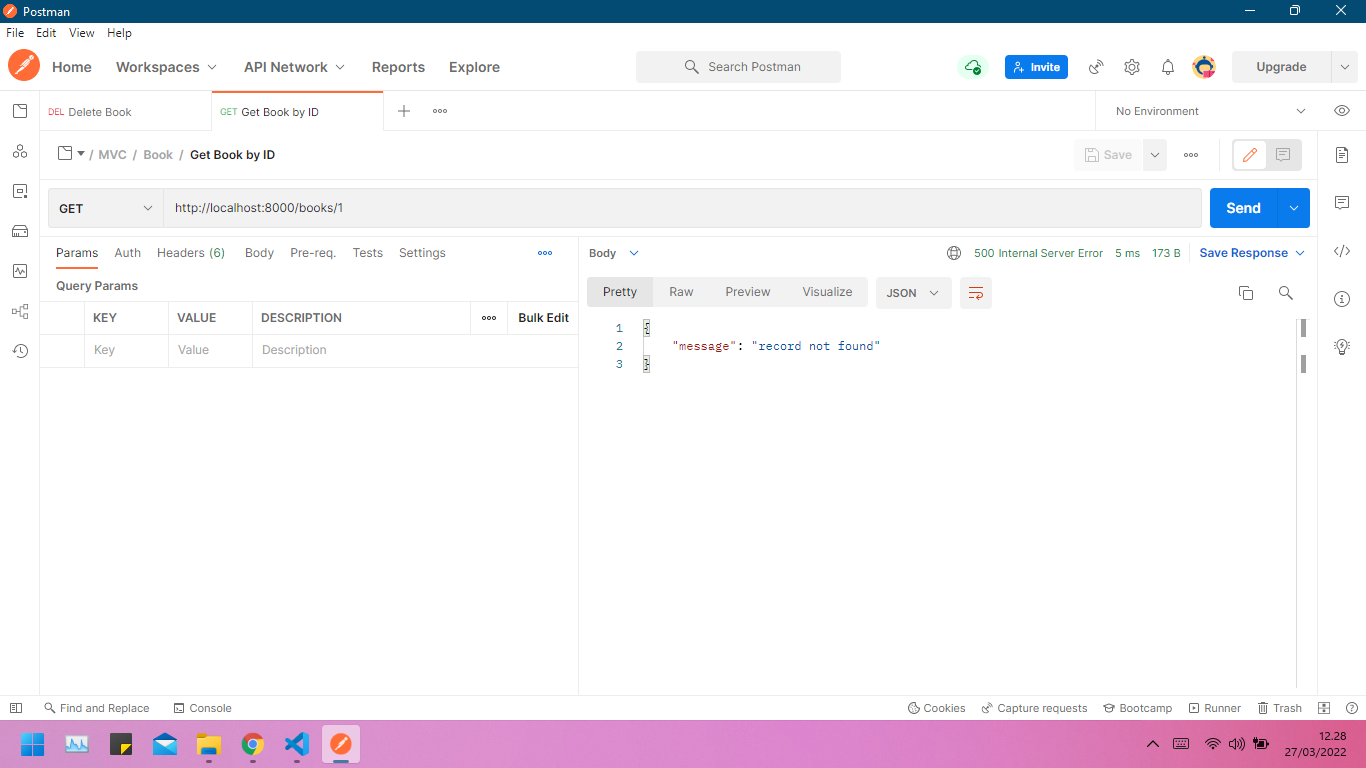 Postman
File Edit View Help
Home Workspaces API Network Reports Explore Search Postman Invite Upgrade
DEL Delete Book GET Get Book by ID No Environment
/ MVC / Book / Get Book by ID Save
GET http://localhost:8000/books/1 Send
Params Auth Headers (6) Body Pre-req. Tests Settings
Query Params
KEY VALUE DESCRIPTION Bulk Edit
Key Value Description
Body 500 Internal Server Error 5 ms 173 B Save Response
Pretty Raw Preview Visualize JSON
1 {
2 "message": "record not found"
3 }
Find and Replace Console Cookies Capture requests Bootcamp Runner Trash
12.28
27/03/2022